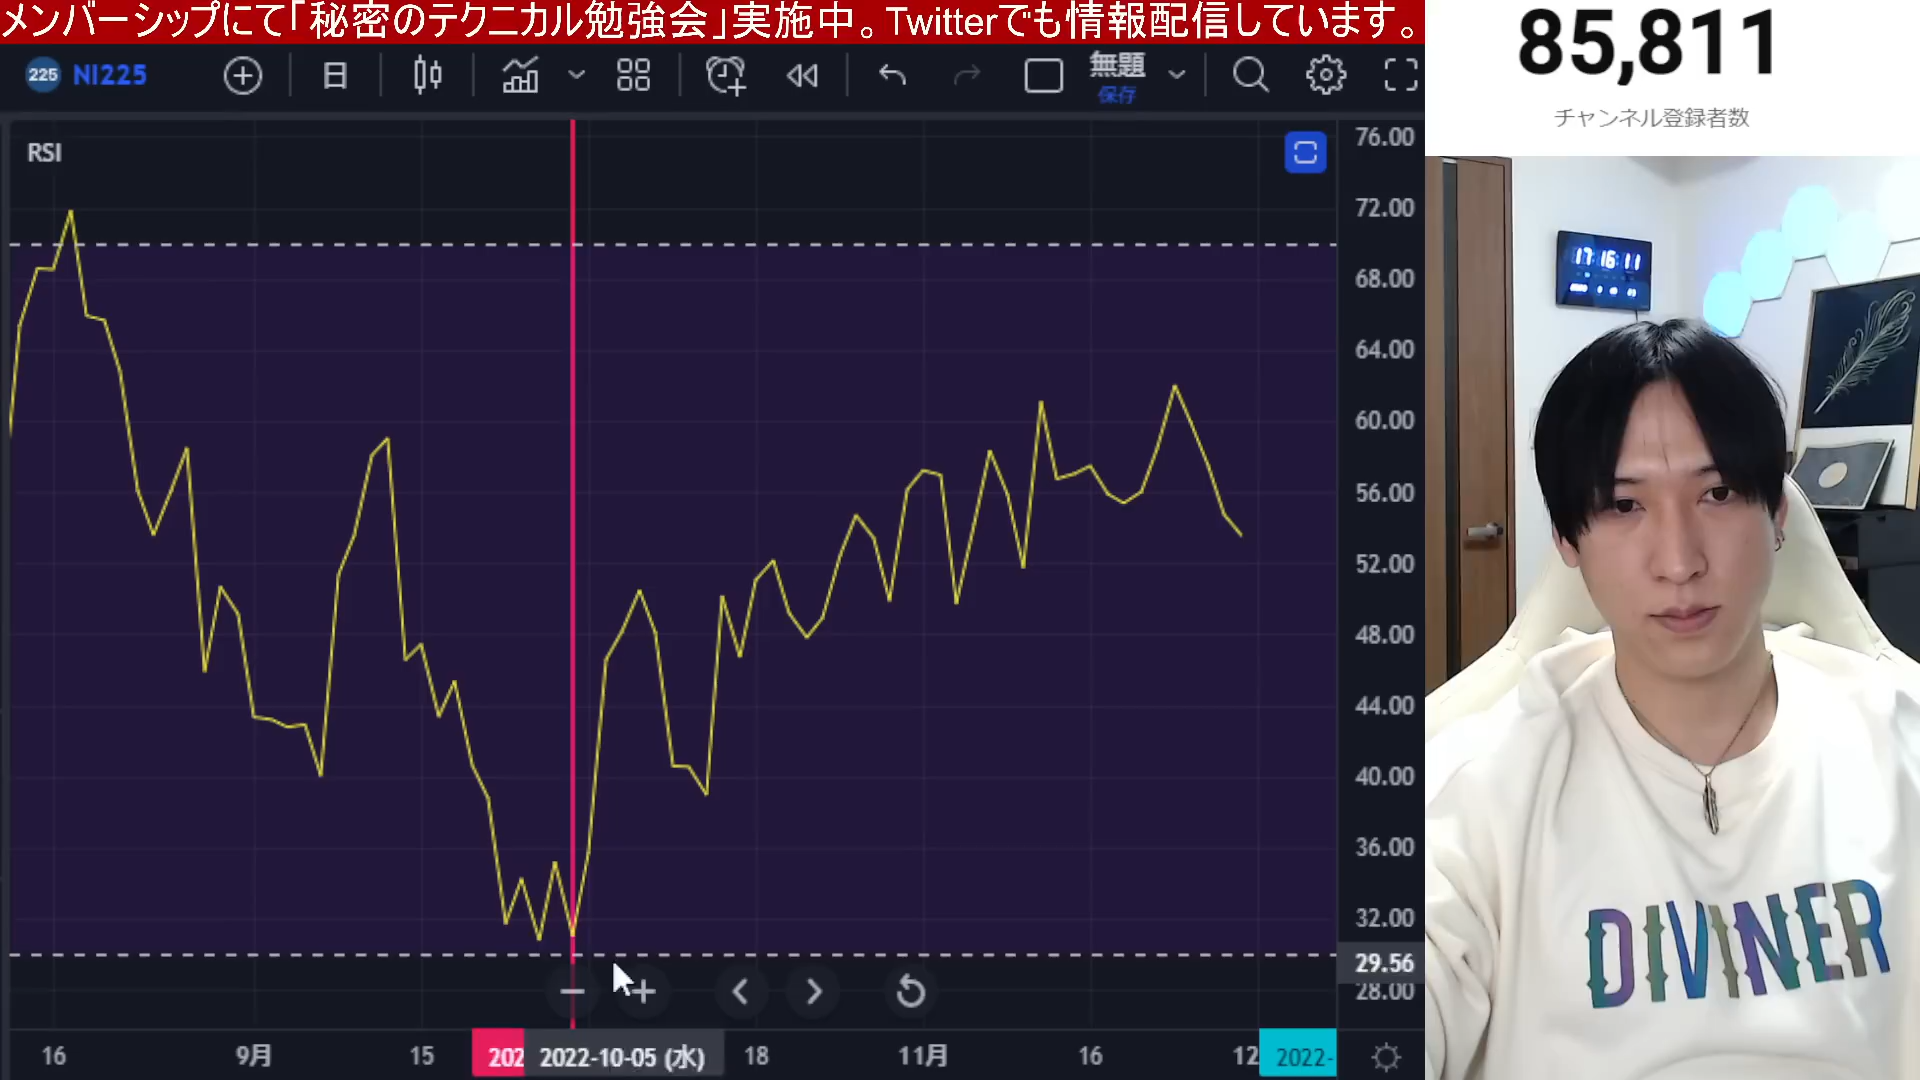 メンバーシップにて「秘密のテクニカル勉強会」実施中。Twitterでも情報配信しています。
85,811
チャンネル登録者数
225 NI225 日 無題
保存
RSI
76.00
72.00
68.00
64.00
60.00
56.00
52.00
48.00
44.00
40.00
36.00
32.00
29.56
28.00
16 9月 15 202 2022-10-05 (水) 18 11月 16 12 2022-
17:16:11
DIVINER